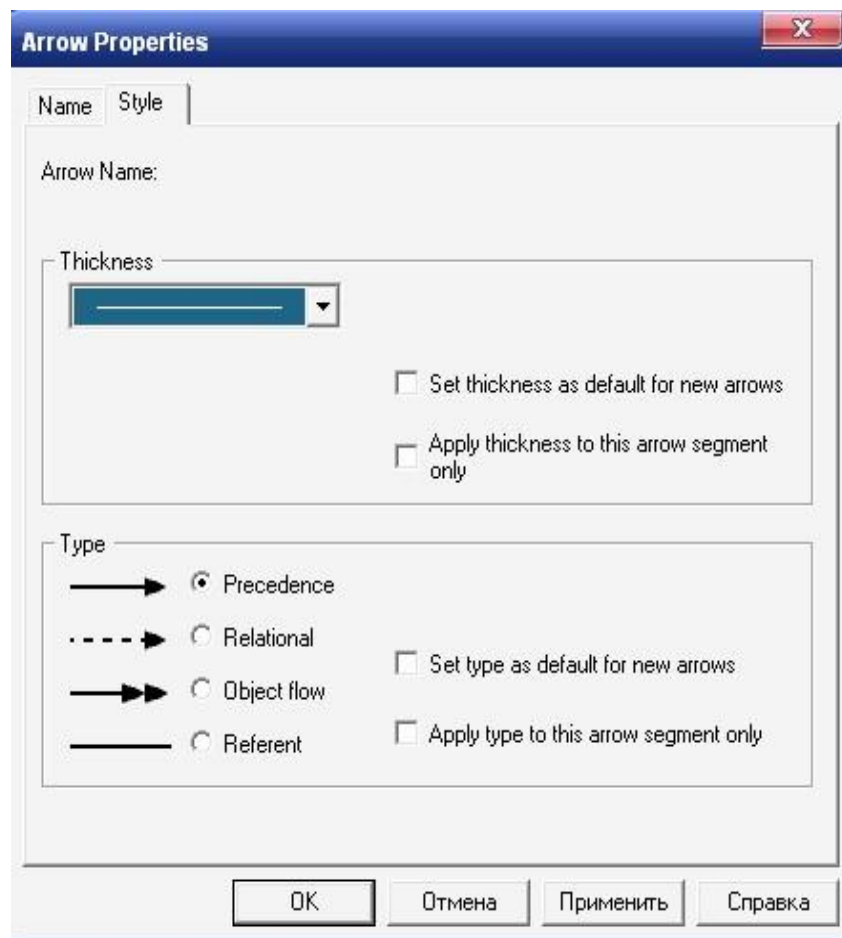 Arrow Properties
Name Style
Arrow Name:
Thickness
Set thickness as default for new arrows
Apply thickness to this arrow segment
only
Type
Precedence
Relational
Set type as default for new arrows
Object flow
Apply type to this arrow segment only
Referent
OK Отмена Применить Справка